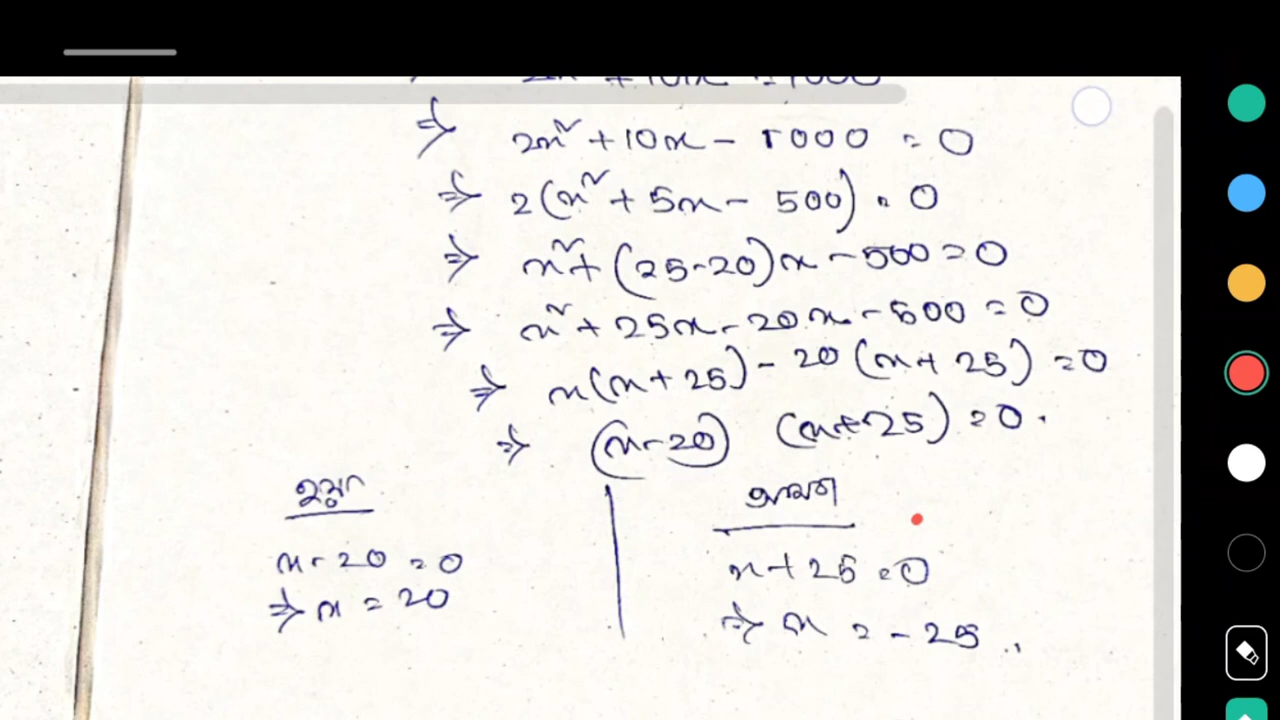 ⇒ 2x² + 10x - 1000 = 0
⇒ 2(x² + 5x - 500) = 0
⇒ x² + (25-20)x - 500 = 0
⇒ x² + 25x - 20x - 500 = 0
⇒ x(x + 25) - 20(x + 25) = 0
⇒ (x-20) (x+25) = 0.
হয়
x - 20 = 0
⇒ x = 20
x + 25 = 0
⇒ x = -25